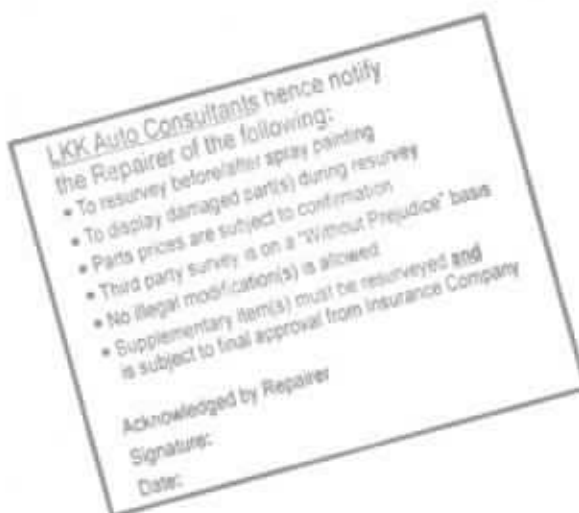 LKK Auto Consultants hence notify
the Repairer of the following:
• To resurvey before/after spray painting
• To display damaged part(s) during resurvey
• Parts prices are subject to confirmation
• Third party survey is on a "Without Prejudice" basis
• No illegal modification(s) is allowed
• Supplementary item(s) must be resurveyed and
is subject to final approval from Insurance Company
Acknowledged by Repairer
Signature:
Date: